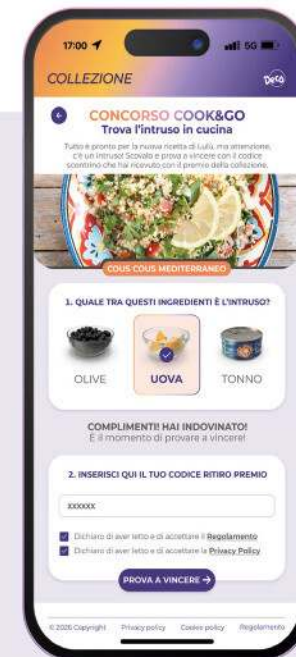 17:00
5G
COLLEZIONE
Decò
CONCORSO COOK&GO
Trova l'intruso in cucina
Tutto è pronto per la nuova ricetta di Lulù, ma attenzione,
c'è un intruso! Scovalo e prova a vincere con il codice
scontrino che hai ricevuto con il premio della collezione.
COUS COUS MEDITERRANEO
1. QUALE TRA QUESTI INGREDIENTI È L'INTRUSO?
OLIVE
UOVA
TONNO
COMPLIMENTI! HAI INDOVINATO!
È il momento di provare a vincere!
2. INSERISCI QUI IL TUO CODICE RITIRO PREMIO
XXXXXX
Dichiaro di aver letto e di accettare il Regolamento
Dichiaro di aver letto e di accettare la Privacy Policy
PROVA A VINCERE →
© 2026 Copyright Privacy policy Cookie policy Regolamento